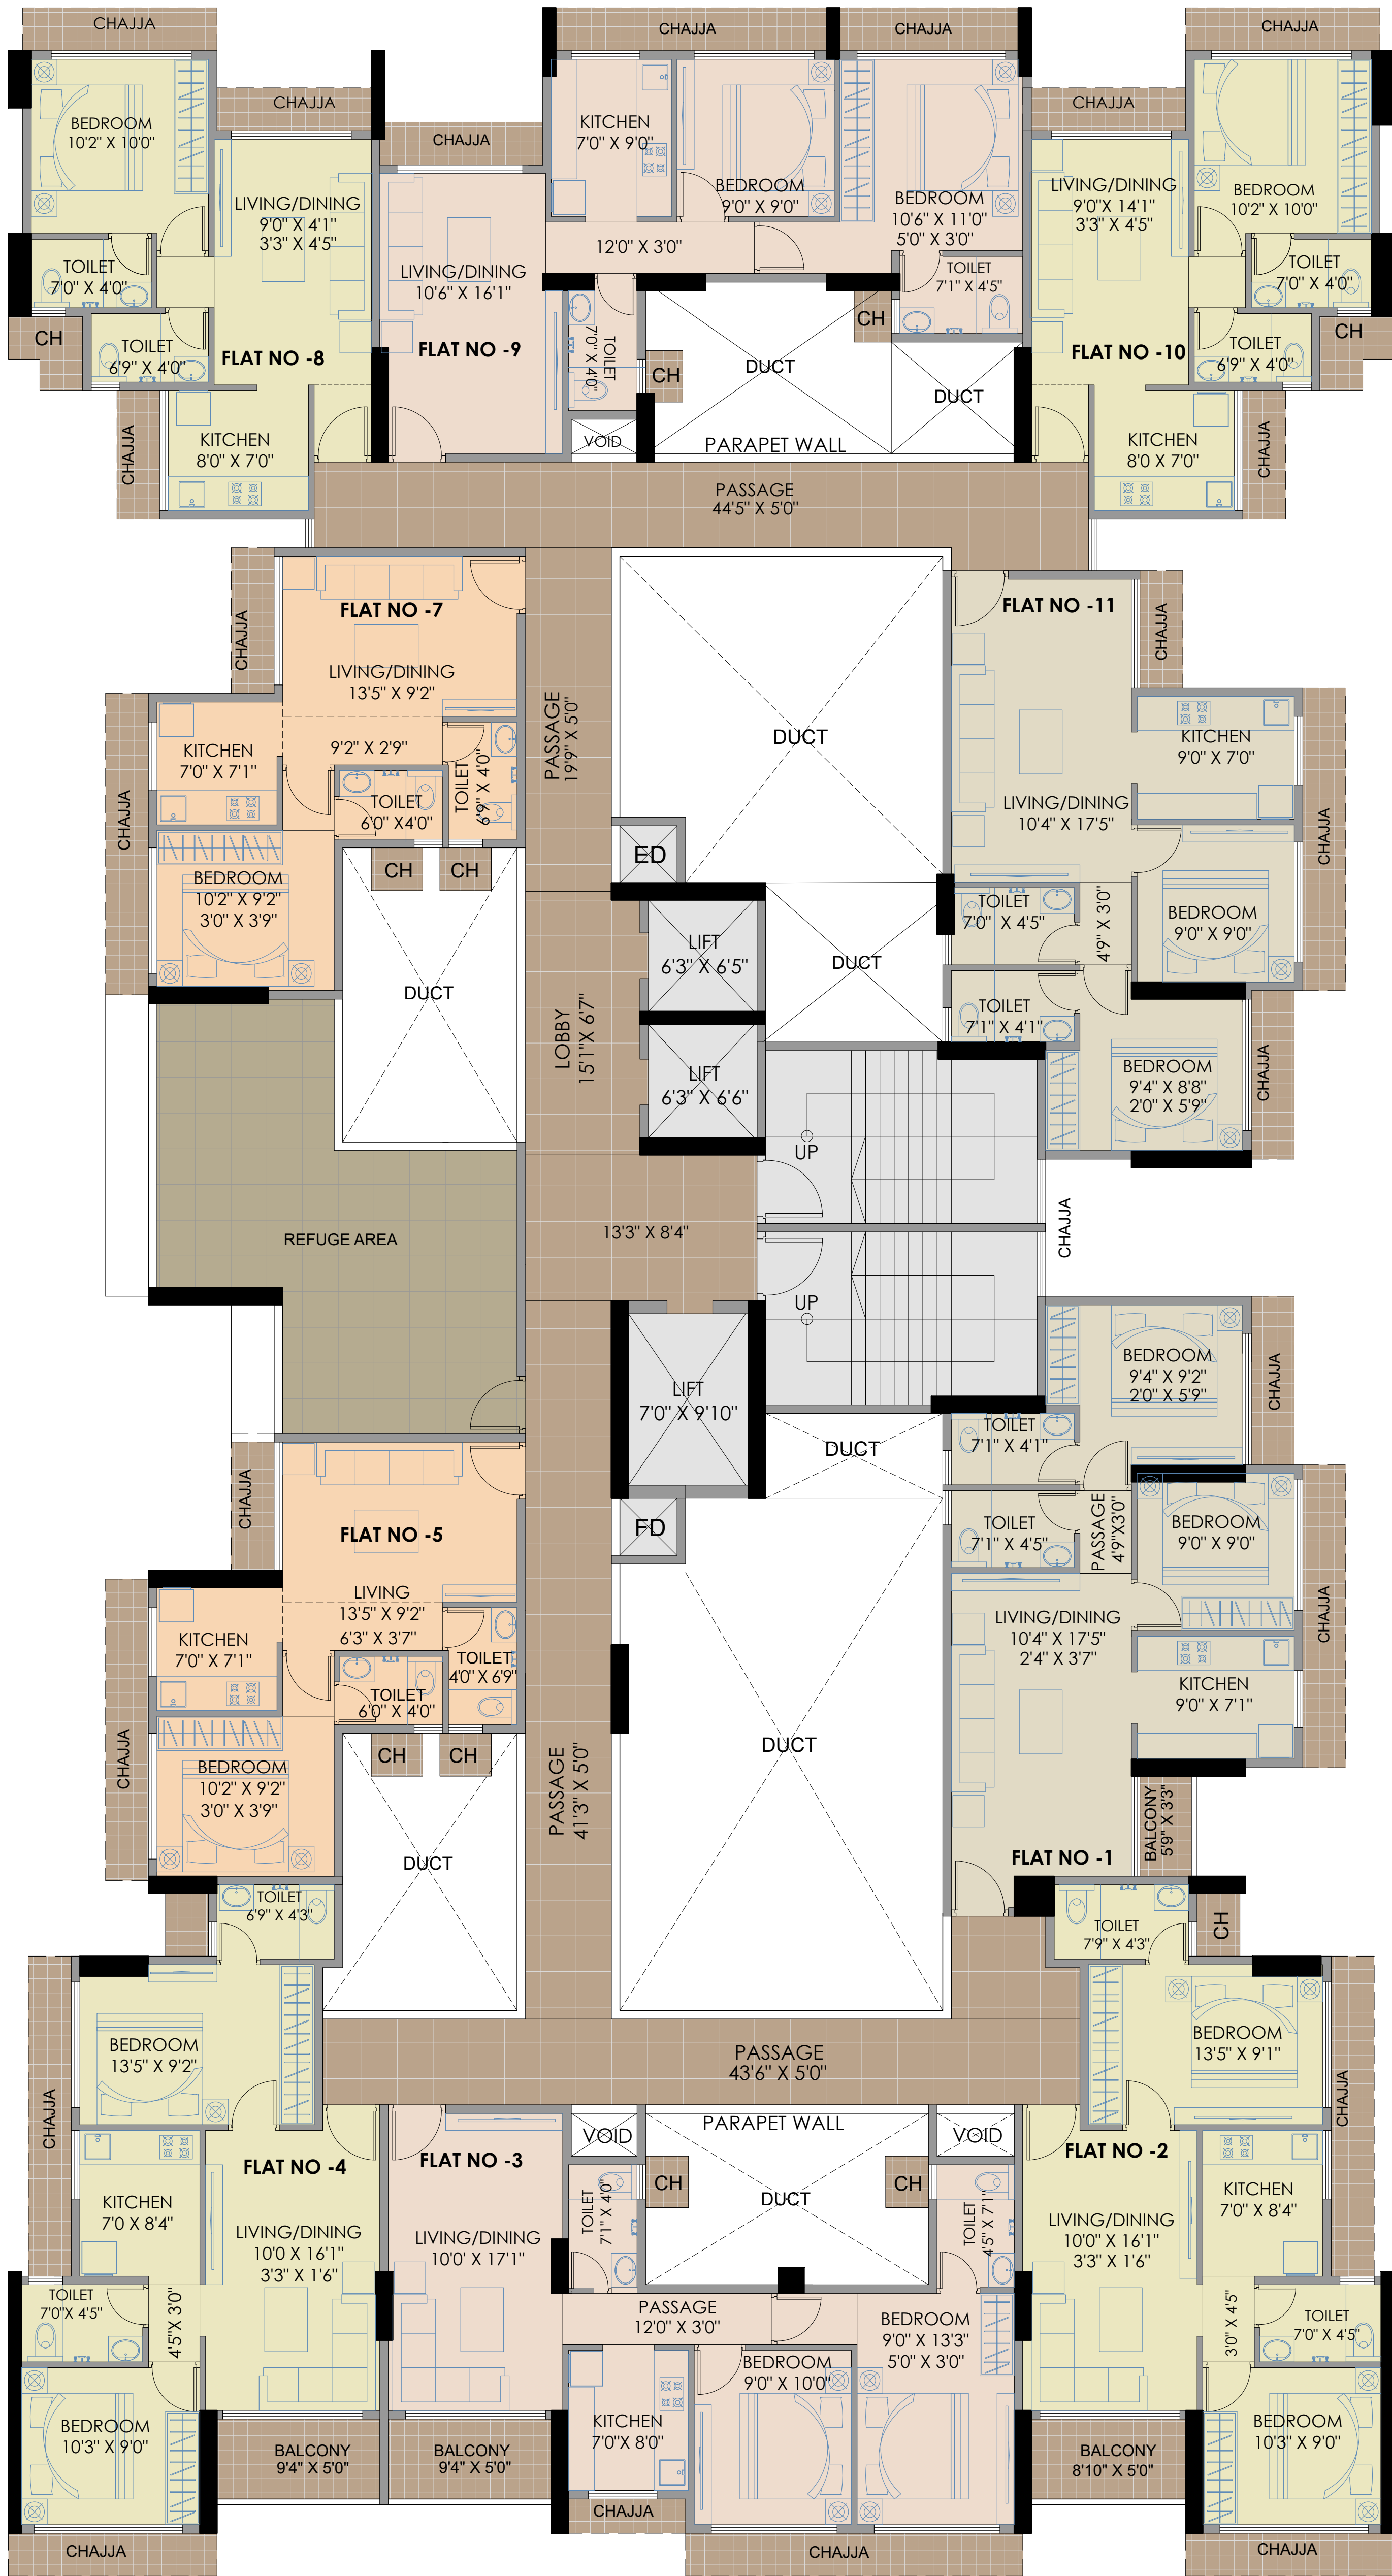 CHAJJA
CHAJJA
CHAJJA
CHAJJA
CHAJJA
CHAJJA
CHAJJA
BEDROOM
10'2" X 10'0"
LIVING/DINING
9'0" X 4'1"
3'3" X 4'5"
TOILET
7'0" X 4'0"
CH
TOILET
6'9" X 4'0"
FLAT NO -8
KITCHEN
8'0" X 7'0"
CHAJJA
LIVING/DINING
10'6" X 16'1"
FLAT NO -9
KITCHEN
7'0" X 9'0"
BEDROOM
9'0" X 9'0"
BEDROOM
10'6" X 11'0"
5'0" X 3'0"
12'0" X 3'0"
TOILET
7'1" X 4'5"
TOILET
7'0" X 4'0"
CH
CH
DUCT
DUCT
VOID
PARAPET WALL
LIVING/DINING
9'0" X 14'1"
3'3" X 4'5"
BEDROOM
10'2" X 10'0"
TOILET
7'0" X 4'0"
CH
TOILET
6'9" X 4'0"
FLAT NO -10
KITCHEN
8'0 X 7'0"
CHAJJA
PASSAGE
44'5" X 5'0"
FLAT NO -7
CHAJJA
LIVING/DINING
13'5" X 9'2"
9'2" X 2'9"
KITCHEN
7'0" X 7'1"
CHAJJA
TOILET
6'0" X4'0"
TOILET
6'9" X 4'0"
BEDROOM
10'2" X 9'2"
3'0" X 3'9"
CH
CH
DUCT
PASSAGE
19'9" X 5'0"
DUCT
ED
FLAT NO -11
CHAJJA
KITCHEN
9'0" X 7'0"
LIVING/DINING
10'4" X 17'5"
CHAJJA
TOILET
7'0" X 4'5"
4'9" X 3'0"
BEDROOM
9'0" X 9'0"
LIFT
6'3" X 6'5"
DUCT
TOILET
7'1" X 4'1"
LOBBY
15'1"X 6'7"
LIFT
6'3" X 6'6"
BEDROOM
9'4" X 8'8"
2'0" X 5'9"
CHAJJA
UP
CHAJJA
REFUGE AREA
13'3" X 8'4"
UP
LIFT
7'0" X 9'10"
BEDROOM
9'4" X 9'2"
2'0" X 5'9"
CHAJJA
TOILET
7'1" X 4'1"
DUCT
CHAJJA
FLAT NO -5
FD
TOILET
7'1" X 4'5"
PASSAGE
4'9"X3'0"
BEDROOM
9'0" X 9'0"
LIVING
13'5" X 9'2"
6'3" X 3'7"
KITCHEN
7'0" X 7'1"
TOILET
4'0" X 6'9"
TOILET
6'0" X 4'0"
LIVING/DINING
10'4" X 17'5"
2'4" X 3'7"
CHAJJA
KITCHEN
9'0" X 7'1"
CHAJJA
BEDROOM
10'2" X 9'2"
3'0" X 3'9"
CH
CH
DUCT
PASSAGE
41'3" X 5'0"
DUCT
BALCONY
5'9" X 3'3"
FLAT NO -1
TOILET
6'9" X 4'3"
TOILET
7'9" X 4'3"
CH
BEDROOM
13'5" X 9'2"
BEDROOM
13'5" X 9'1"
PASSAGE
43'6" X 5'0"
CHAJJA
CHAJJA
FLAT NO -4
FLAT NO -3
VOID
PARAPET WALL
VOID
FLAT NO -2
KITCHEN
7'0 X 8'4"
LIVING/DINING
10'0 X 16'1"
3'3" X 1'6"
LIVING/DINING
10'0' X 17'1"
TOILET
7'1" X 4'0"
CH
DUCT
CH
TOILET
4'5" X 7'1"
LIVING/DINING
10'0" X 16'1"
3'3" X 1'6"
KITCHEN
7'0" X 8'4"
TOILET
7'0"X 4'5"
4'5"X 3'0"
PASSAGE
12'0" X 3'0"
BEDROOM
9'0" X 13'3"
5'0" X 3'0"
3'0" X 4'5"
TOILET
7'0" X 4'5"
BEDROOM
9'0" X 10'0"
BEDROOM
10'3" X 9'0"
KITCHEN
7'0"X 8'0"
BEDROOM
10'3" X 9'0"
BALCONY
9'4" X 5'0"
BALCONY
9'4" X 5'0"
BALCONY
8'10" X 5'0"
CHAJJA
CHAJJA
CHAJJA
CHAJJA